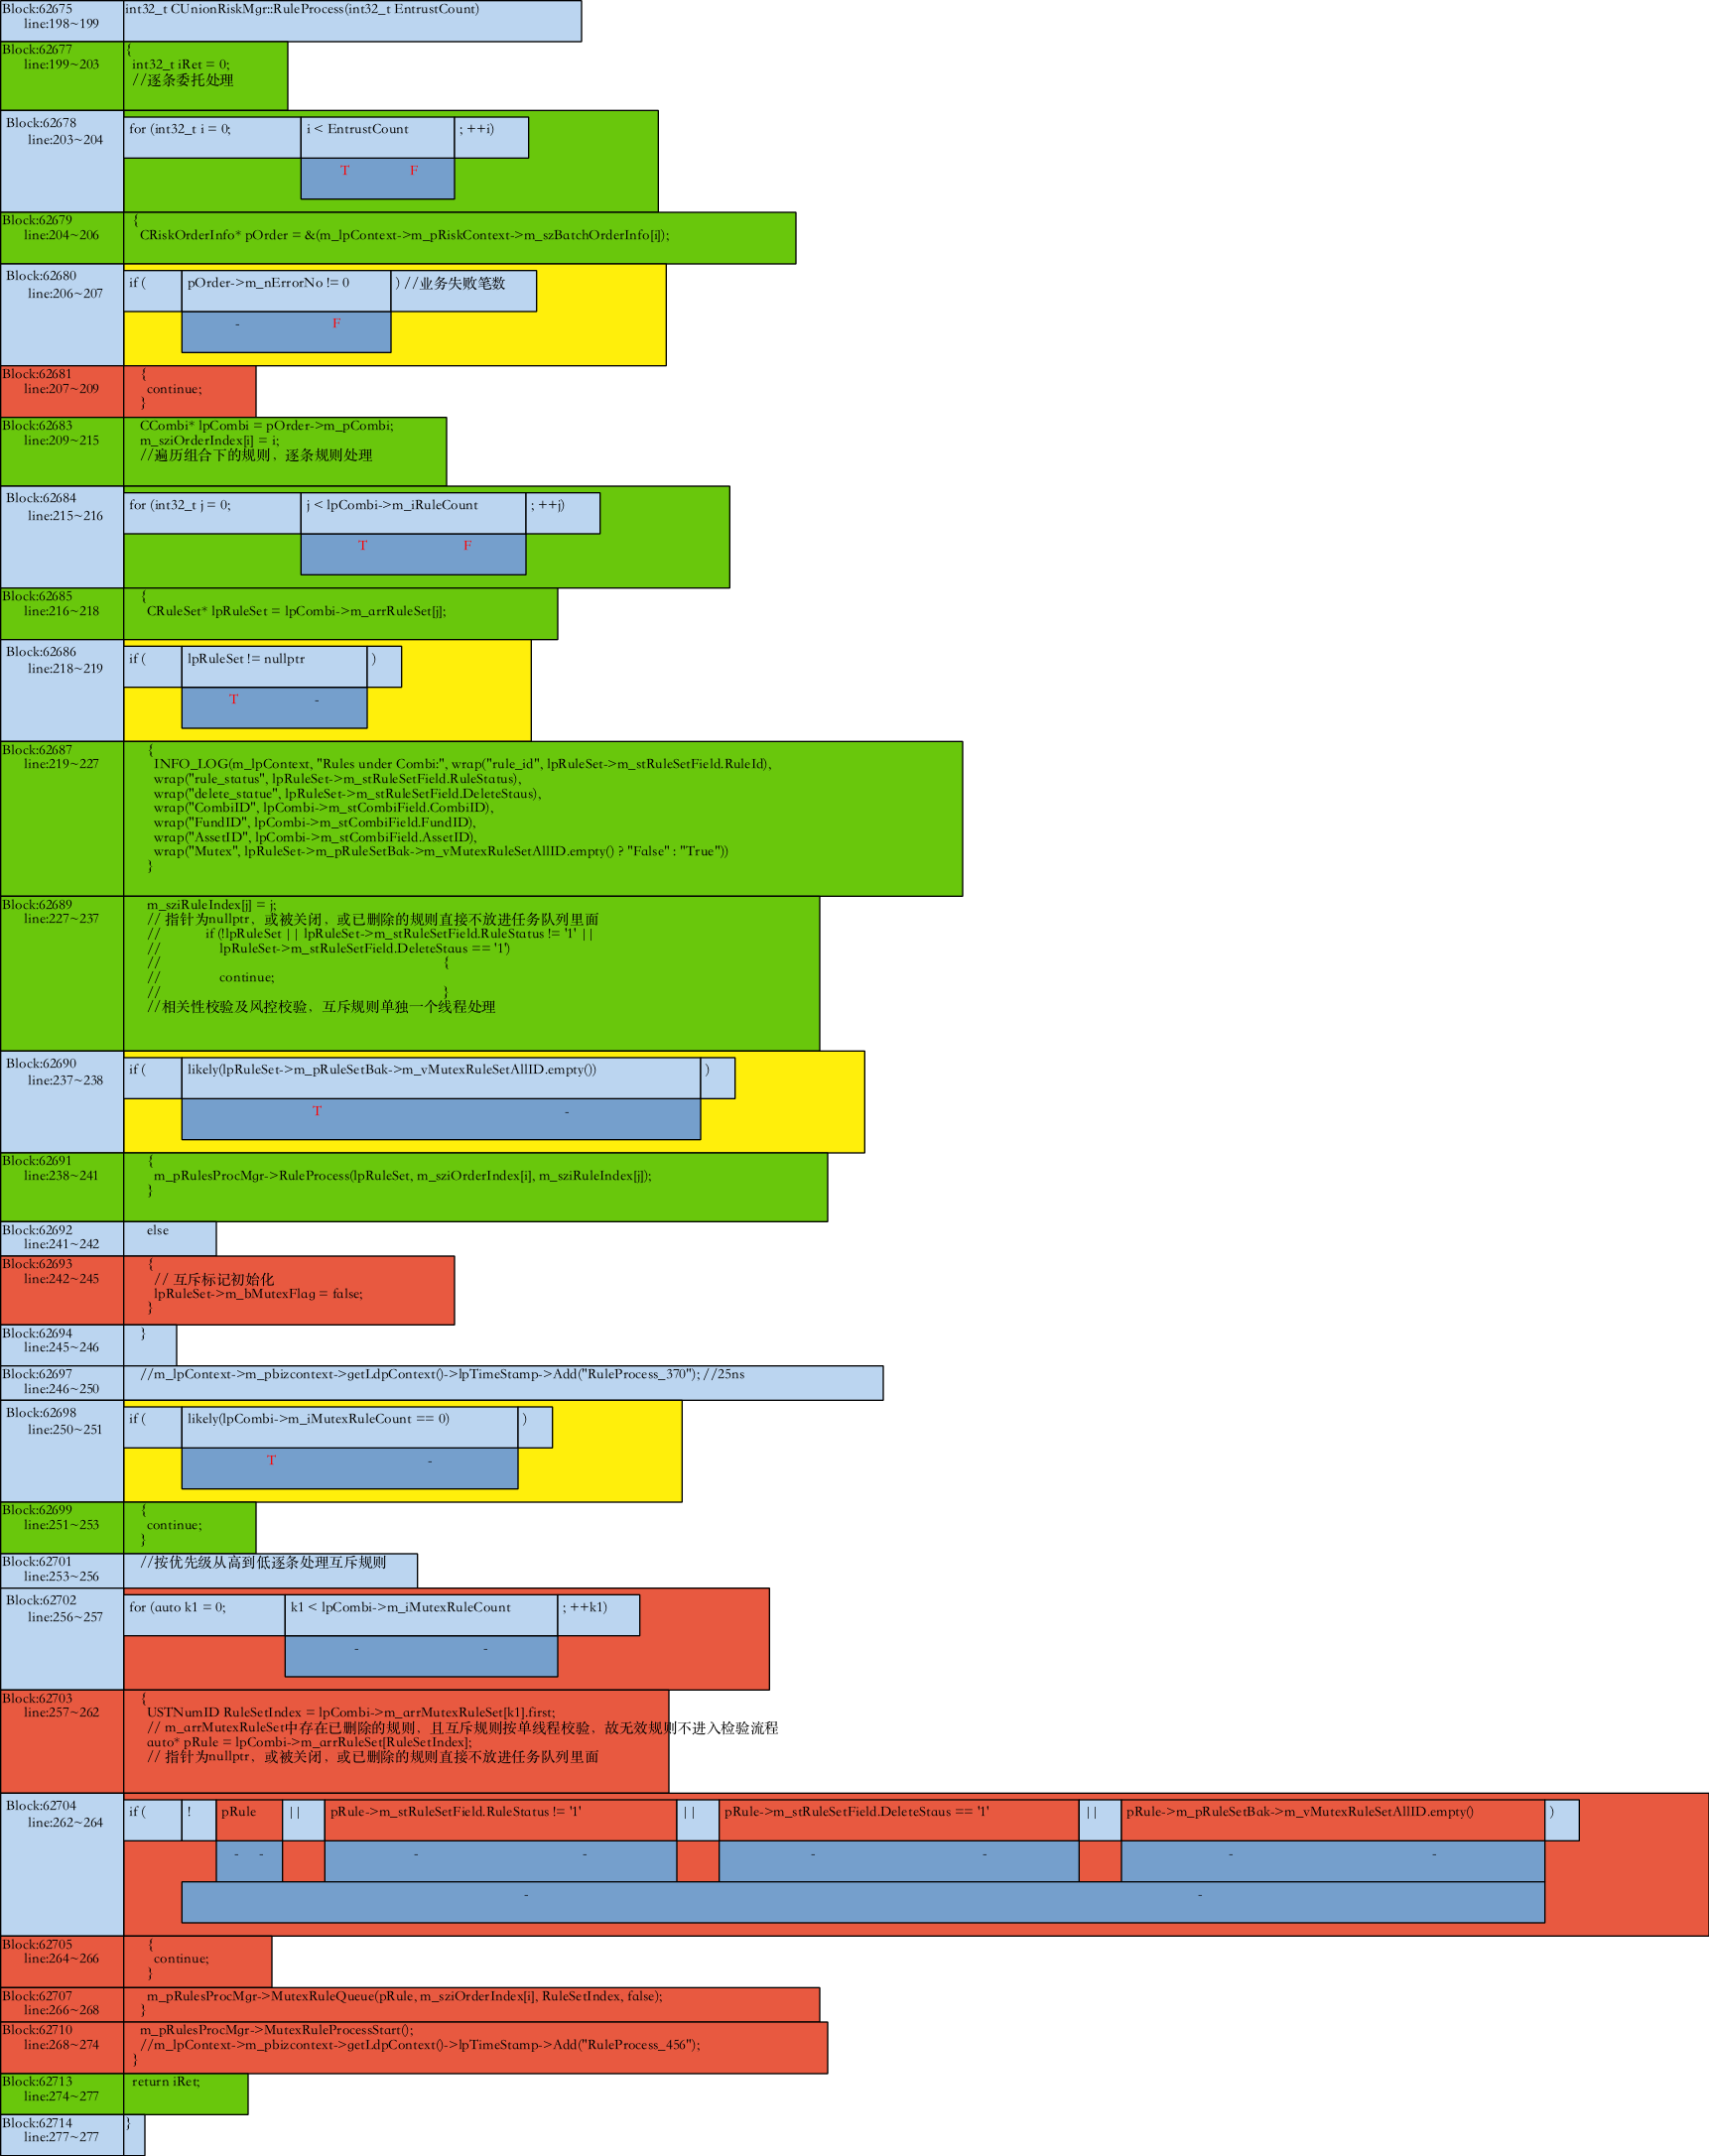 Block:62675 int32_t CUnionRiskMgr::RuleProcess(int32_t EntrustCount)
line:198~199
Block:62677 {
line:199~203 int32_t iRet = 0;
//逐条委托处理
Block:62678 for (int32_t i = 0; i < EntrustCount ; ++i)
line:203~204
T F
Block:62679 {
line:204~206 CRiskOrderInfo* pOrder = &(m_lpContext->m_pRiskContext->m_szBatchOrderInfo[i]);
Block:62680 if ( pOrder->m_nErrorNo != 0 ) //业务失败笔数
line:206~207
- F
Block:62681 {
line:207~209 continue;
}
Block:62683 CCombi* lpCombi = pOrder->m_pCombi;
line:209~215 m_sziOrderIndex[i] = i;
//遍历组合下的规则、逐条规则处理
Block:62684 for (int32_t j = 0; j < lpCombi->m_iRuleCount ; ++j)
line:215~216
T F
Block:62685 {
line:216~218 CRuleSet* lpRuleSet = lpCombi->m_arrRuleSet[j];
Block:62686 if ( lpRuleSet != nullptr )
line:218~219
T -
Block:62687 {
line:219~227 INFO_LOG(m_lpContext, "Rules under Combi:", wrap("rule_id", lpRuleSet->m_stRuleSetField.RuleId),
wrap("rule_status", lpRuleSet->m_stRuleSetField.RuleStatus),
wrap("delete_statue", lpRuleSet->m_stRuleSetField.DeleteStaus),
wrap("CombiID", lpCombi->m_stCombiField.CombiID),
wrap("FundID", lpCombi->m_stCombiField.FundID),
wrap("AssetID", lpCombi->m_stCombiField.AssetID),
wrap("Mutex", lpRuleSet->m_pRuleSetBak->m_vMutexRuleSetAllID.empty() ? "False" : "True"))
}
Block:62689 m_sziRuleIndex[j] = j;
line:227~237 // 指针为nullptr、或被关闭、或已删除的规则直接不放进任务队列里面
// if (!lpRuleSet || lpRuleSet->m_stRuleSetField.RuleStatus != '1' ||
// lpRuleSet->m_stRuleSetField.DeleteStaus == '1')
// {
// continue;
// }
//相关性校验及风控校验、互斥规则单独一个线程处理
Block:62690 if ( likely(lpRuleSet->m_pRuleSetBak->m_vMutexRuleSetAllID.empty()) )
line:237~238
T -
Block:62691 {
line:238~241 m_pRulesProcMgr->RuleProcess(lpRuleSet, m_sziOrderIndex[i], m_sziRuleIndex[j]);
}
Block:62692 else
line:241~242
Block:62693 {
line:242~245 // 互斥标记初始化
lpRuleSet->m_bMutexFlag = false;
}
Block:62694 }
line:245~246
Block:62697 //m_lpContext->m_pbizcontext->getLdpContext()->lpTimeStamp->Add("RuleProcess_370"); //25ns
line:246~250
Block:62698 if ( likely(lpCombi->m_iMutexRuleCount == 0) )
line:250~251
T -
Block:62699 {
line:251~253 continue;
}
Block:62701 //按优先级从高到低逐条处理互斥规则
line:253~256
Block:62702 for (auto k1 = 0; k1 < lpCombi->m_iMutexRuleCount ; ++k1)
line:256~257
- -
Block:62703 {
line:257~262 USTNumID RuleSetIndex = lpCombi->m_arrMutexRuleSet[k1].first;
// m_arrMutexRuleSet中存在已删除的规则、且互斥规则按单线程校验、故无效规则不进入检验流程
auto* pRule = lpCombi->m_arrRuleSet[RuleSetIndex];
// 指针为nullptr、或被关闭、或已删除的规则直接不放进任务队列里面
Block:62704 if ( ! pRule || pRule->m_stRuleSetField.RuleStatus != '1' || pRule->m_stRuleSetField.DeleteStaus == '1' || pRule->m_pRuleSetBak->m_vMutexRuleSetAllID.empty() )
line:262~264
- - - - - - - -
- -
Block:62705 {
line:264~266 continue;
}
Block:62707 m_pRulesProcMgr->MutexRuleQueue(pRule, m_sziOrderIndex[i], RuleSetIndex, false);
line:266~268 }
Block:62710 m_pRulesProcMgr->MutexRuleProcessStart();
line:268~274 //m_lpContext->m_pbizcontext->getLdpContext()->lpTimeStamp->Add("RuleProcess_456");
}
Block:62713 return iRet;
line:274~277
Block:62714 }
line:277~277